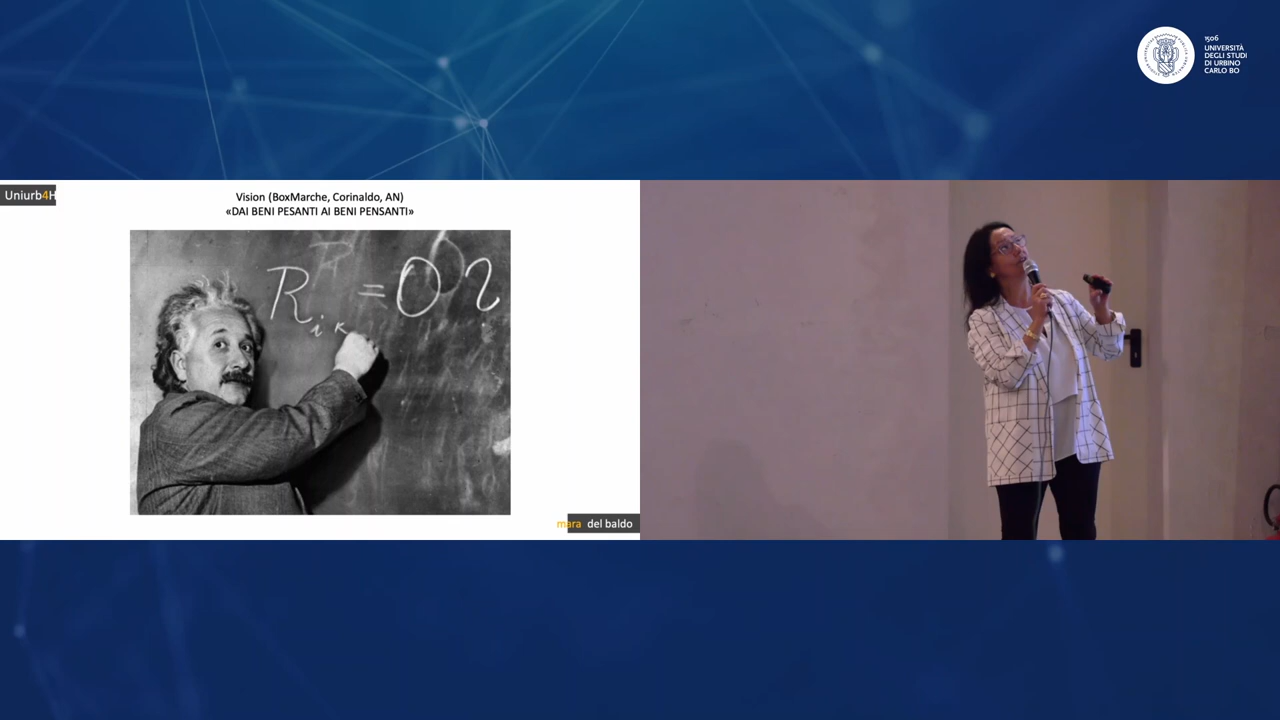 1506
UNIVERSITÀ
DEGLI STUDI
DI URBINO
CARLO BO
Uniurb4H
Vision (BoxMarche, Corinaldo, AN)
«DAI BENI PESANTI AI BENI PENSANTI»
R i κ = 0 ?
mara del baldo